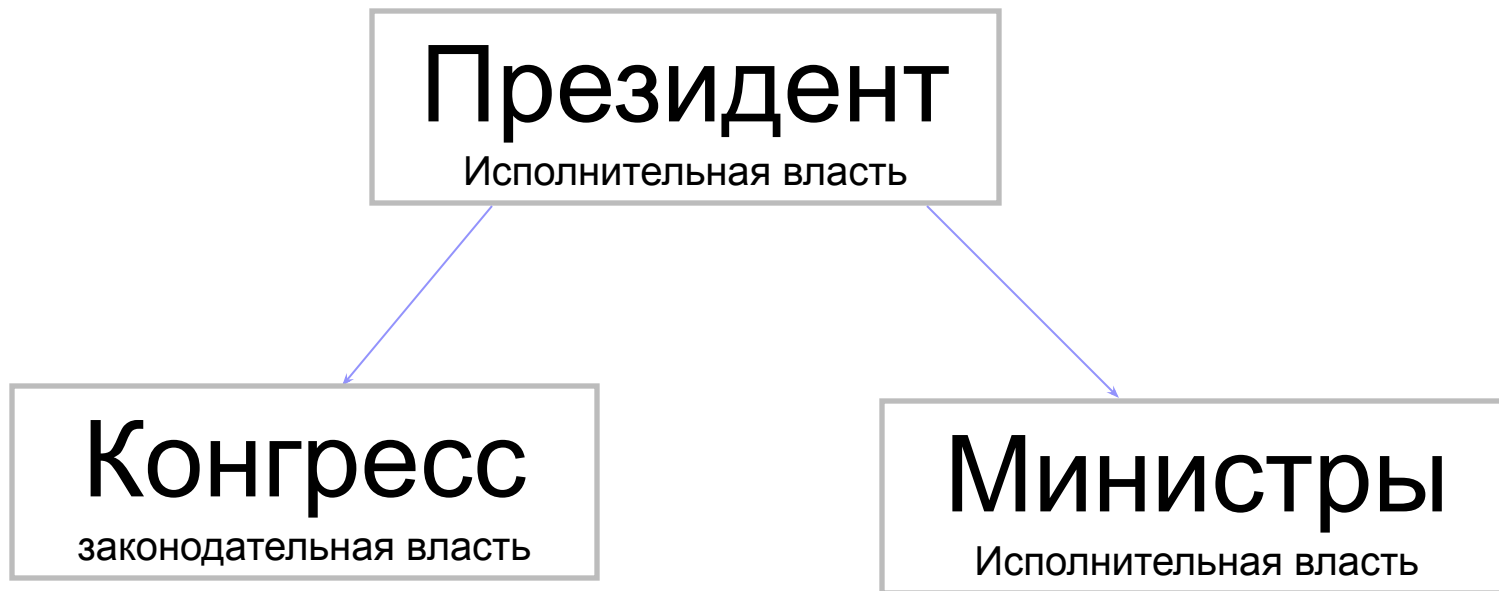 Президент
Исполнительная власть
Конгресс
законодательная власть
Министры
Исполнительная власть